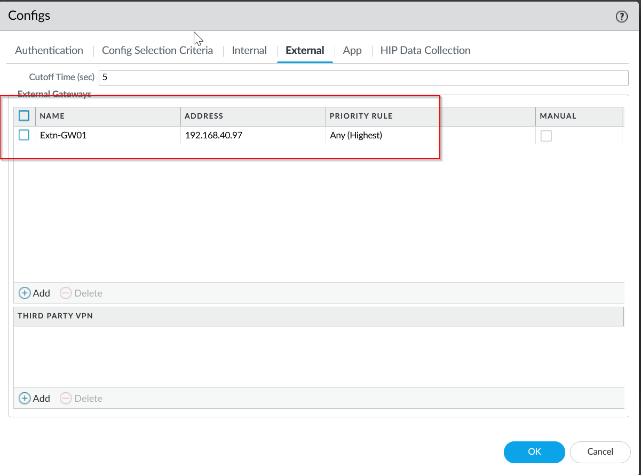 Configs
Authentication Config Selection Criteria Internal External App HIP Data Collection
Cutoff Time (sec) 5
External Gateways
NAME ADDRESS PRIORITY RULE MANUAL
Extn-GW01 192.168.40.97 Any (Highest)
Add Delete
THIRD PARTY VPN
Add Delete
OK Cancel